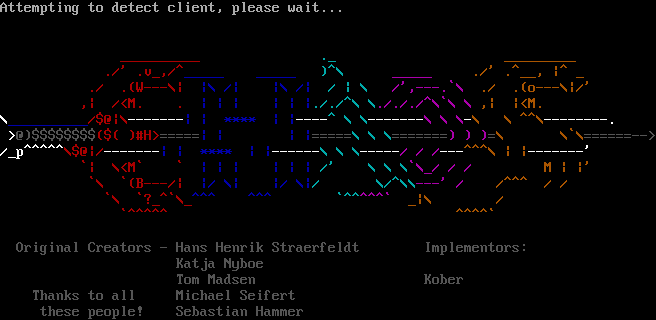 Attempting to detect client, please wait...
Original Creators - Hans Henrik Straerfeldt Implementors:
Katja Nyboe
Tom Madsen Kober
Thanks to all Michael Seifert
these people! Sebastian Hammer